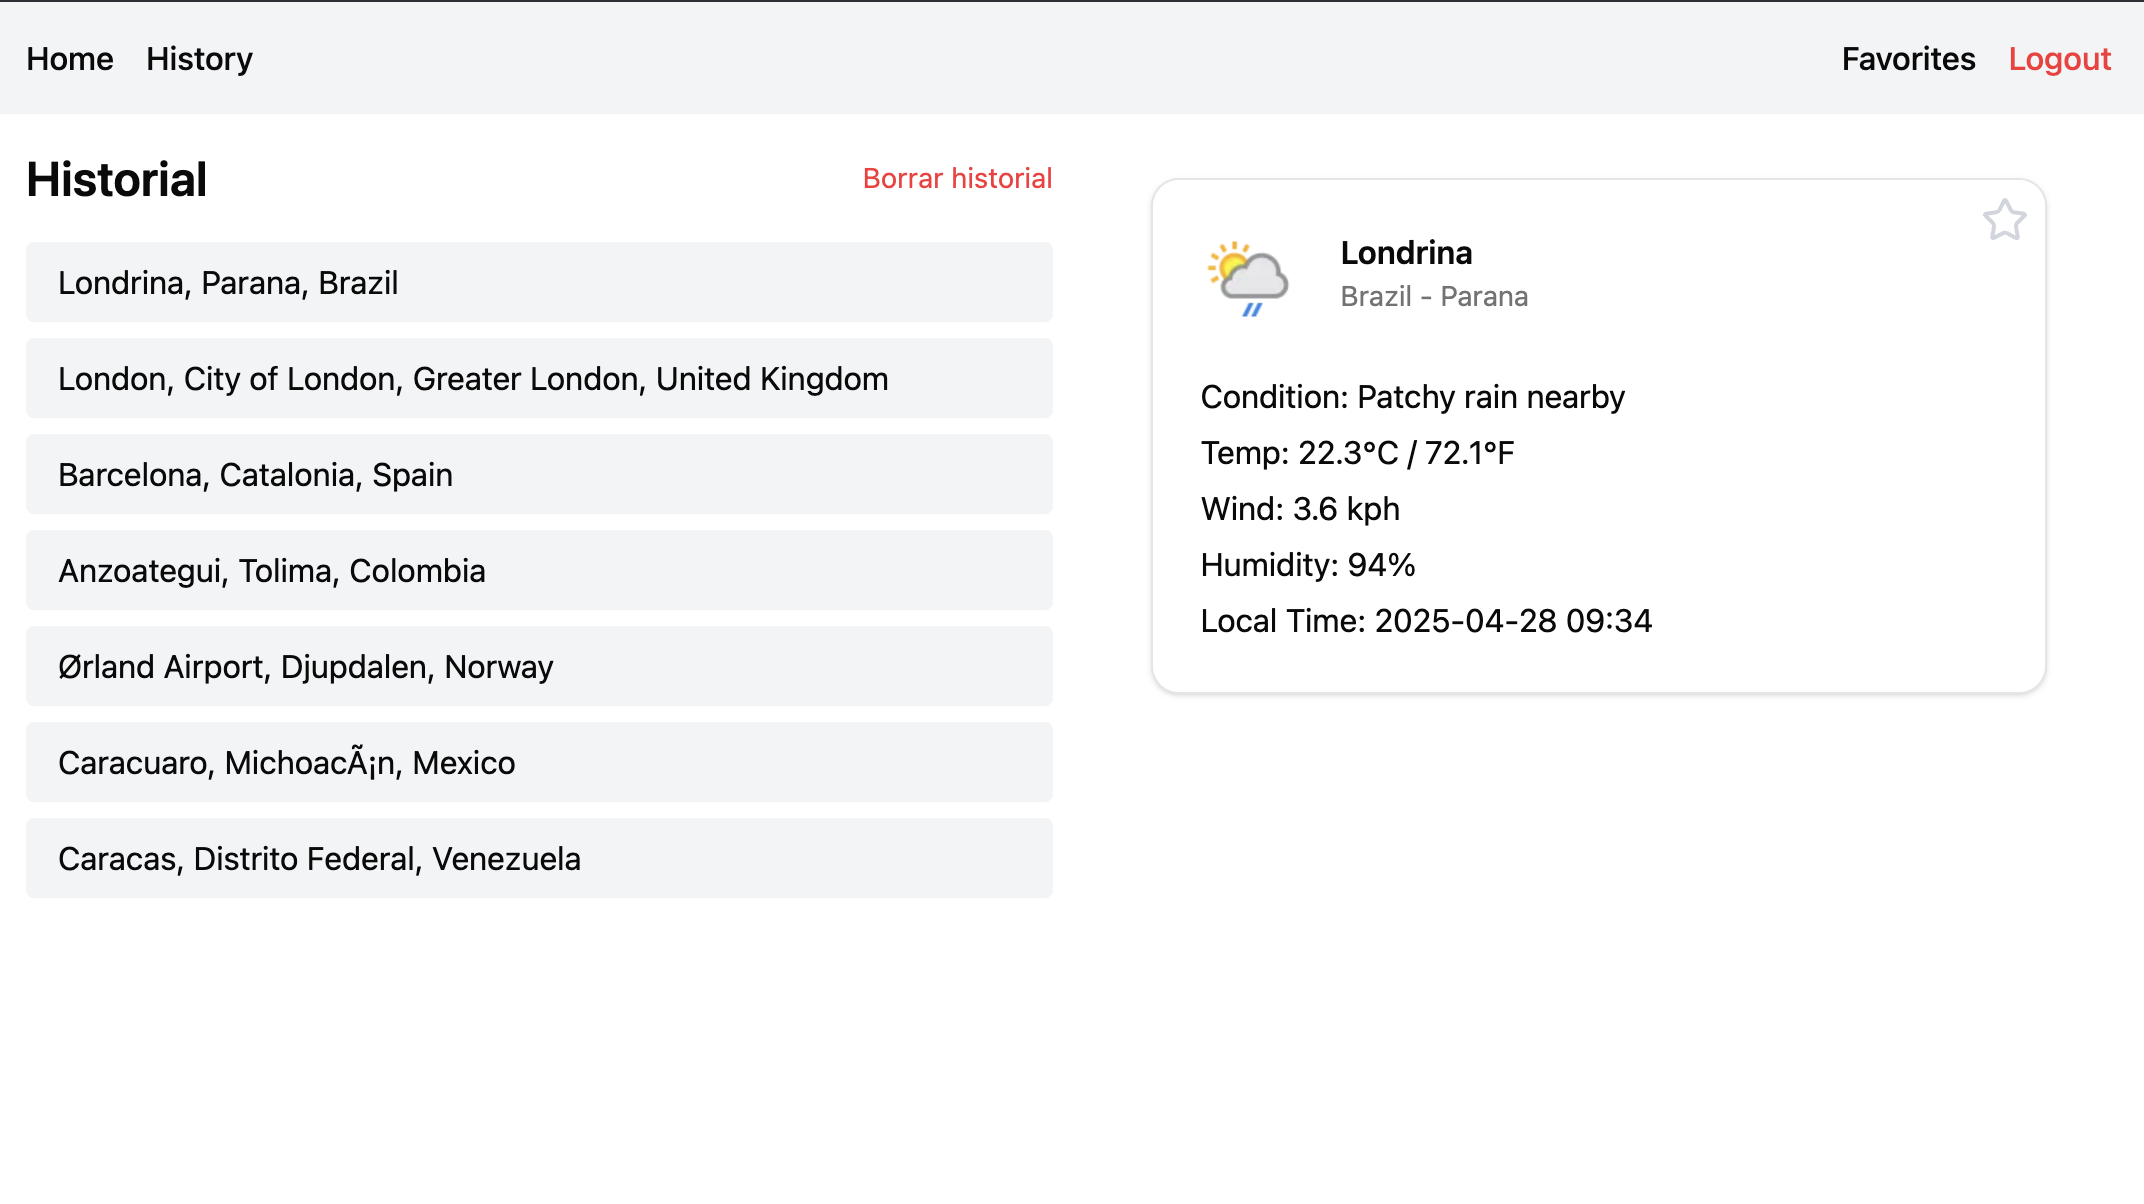 Home History Favorites Logout
Historial
Borrar historial
Londrina, Parana, Brazil
London, City of London, Greater London, United Kingdom
Barcelona, Catalonia, Spain
Anzoategui, Tolima, Colombia
Ørland Airport, Djupdalen, Norway
Caracuaro, MichoacÃ¡n, Mexico
Caracas, Distrito Federal, Venezuela
Londrina
Brazil - Parana
Condition: Patchy rain nearby
Temp: 22.3°C / 72.1°F
Wind: 3.6 kph
Humidity: 94%
Local Time: 2025-04-28 09:34